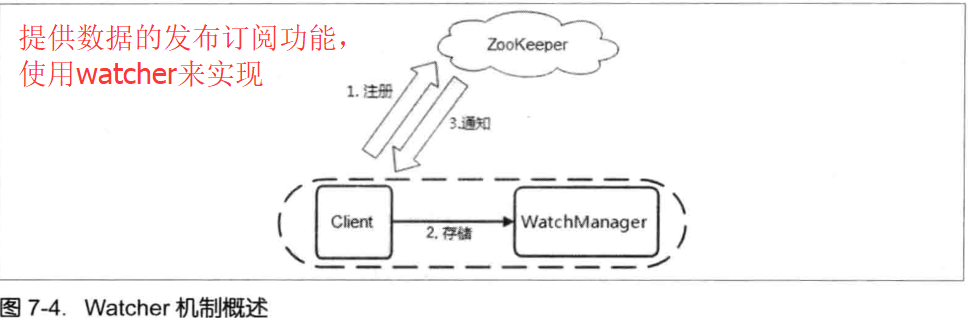 提供数据的发布订阅功能，
使用watcher来实现
ZooKeeper
1. 注册
3.通知
Client
2. 存储
WatchManager
图 7-4. Watcher 机制概述